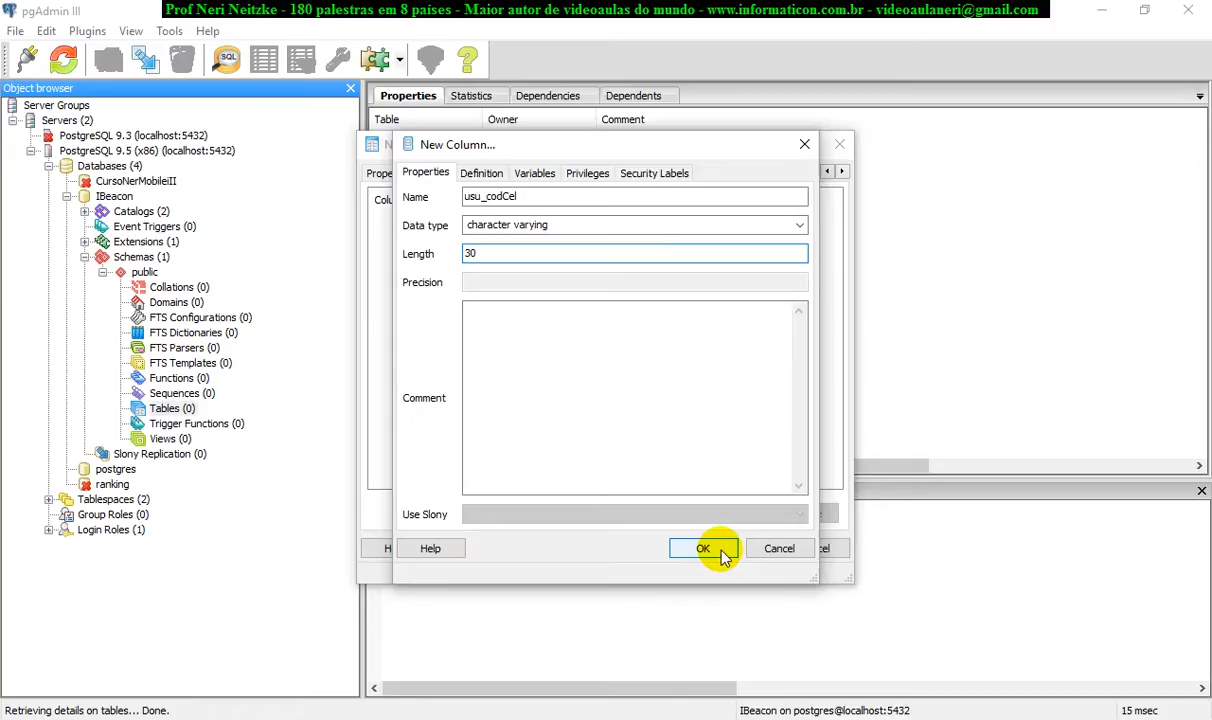 pgAdmin III
Prof Neri Neitzke - 180 palestras em 8 países - Maior autor de videoaulas do mundo - www.informaticon.com.br - videoaulaneri@gmail.com
File Edit Plugins View Tools Help
SQL
Object browser
Server Groups
Servers (2)
PostgreSQL 9.3 (localhost:5432)
PostgreSQL 9.5 (x86) (localhost:5432)
Databases (4)
CursoNerMobileiII
IBeacon
Catalogs (2)
Event Triggers (0)
Extensions (1)
Schemas (1)
public
Collations (0)
Domains (0)
FTS Configurations (0)
FTS Dictionaries (0)
FTS Parsers (0)
FTS Templates (0)
Functions (0)
Sequences (0)
Tables (0)
Trigger Functions (0)
Views (0)
Slony Replication (0)
postgres
ranking
Tablespaces (2)
Group Roles (0)
Login Roles (1)
Properties Statistics Dependencies Dependents
Table Owner Comment
New Column...
Properties Definition Variables Privileges Security Labels
Name usu_codCel
Data type character varying
Length 30
Precision
Comment
Use Slony
Help OK Cancel
Retrieving details on tables... Done. IBeacon on postgres@localhost:5432 15 msec